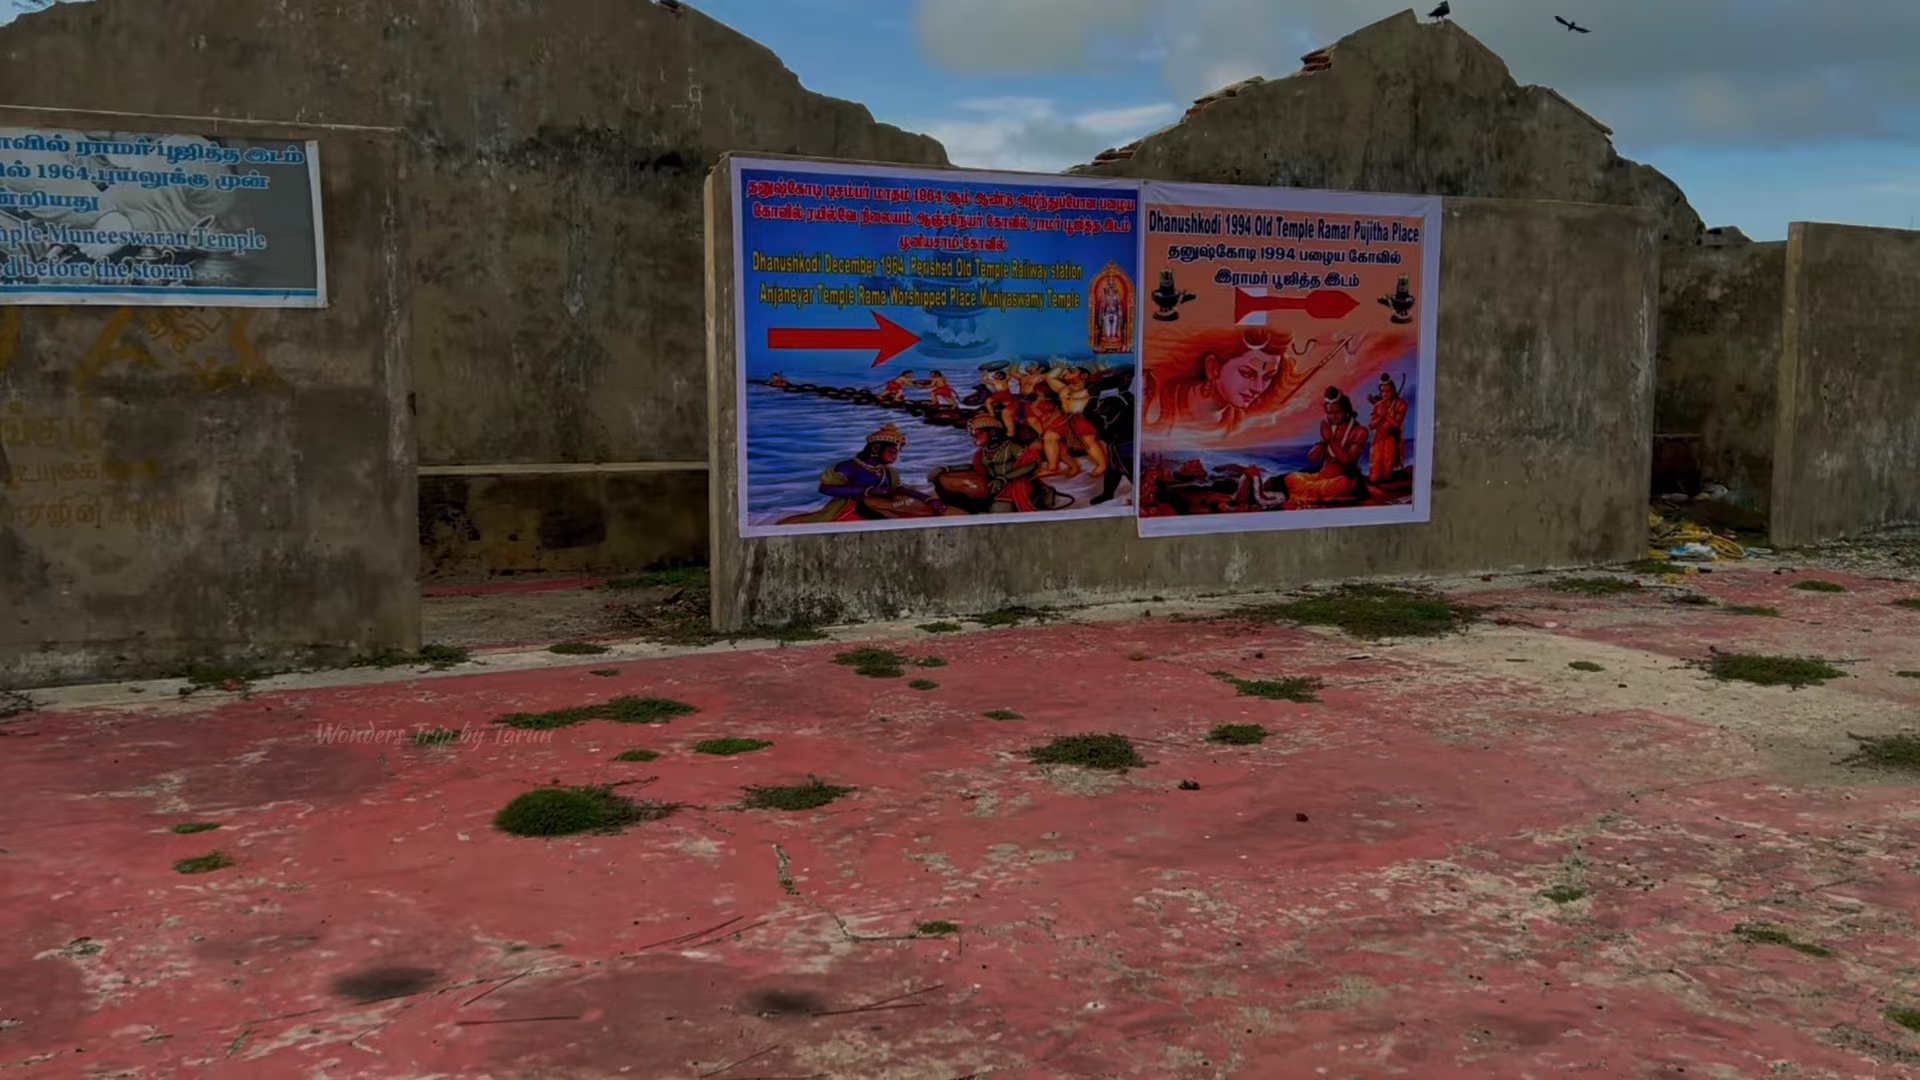 கோவில் ராமர் பூஜித்த இடம்
ல் 1964.புயலுக்கு முன்
ன்றியது
mple Muneeswaran Temple
ed before the storm
தனுஷ்கோடி டிசம்பர் மாதம் 1964 ஆம் ஆண்டு அழிந்துப்போன பழைய
கோவில் ரயில்வே நிலையம் ஆஞ்சநேயர் கோவில் ராமர் பூஜித்த இடம்
முனியசாமி கோவில்
Dhanushkodi December 1964 Perished Old Temple Railway station
Anjaneyar Temple Rama Worshipped Place Muniyaswamy Temple
Dhanushkodi 1994 Old Temple Ramar Pujitha Place
தனுஷ்கோடி 1994 பழைய கோவில்
இராமர் பூஜித்த இடம்
Wonders Trip by Tarun